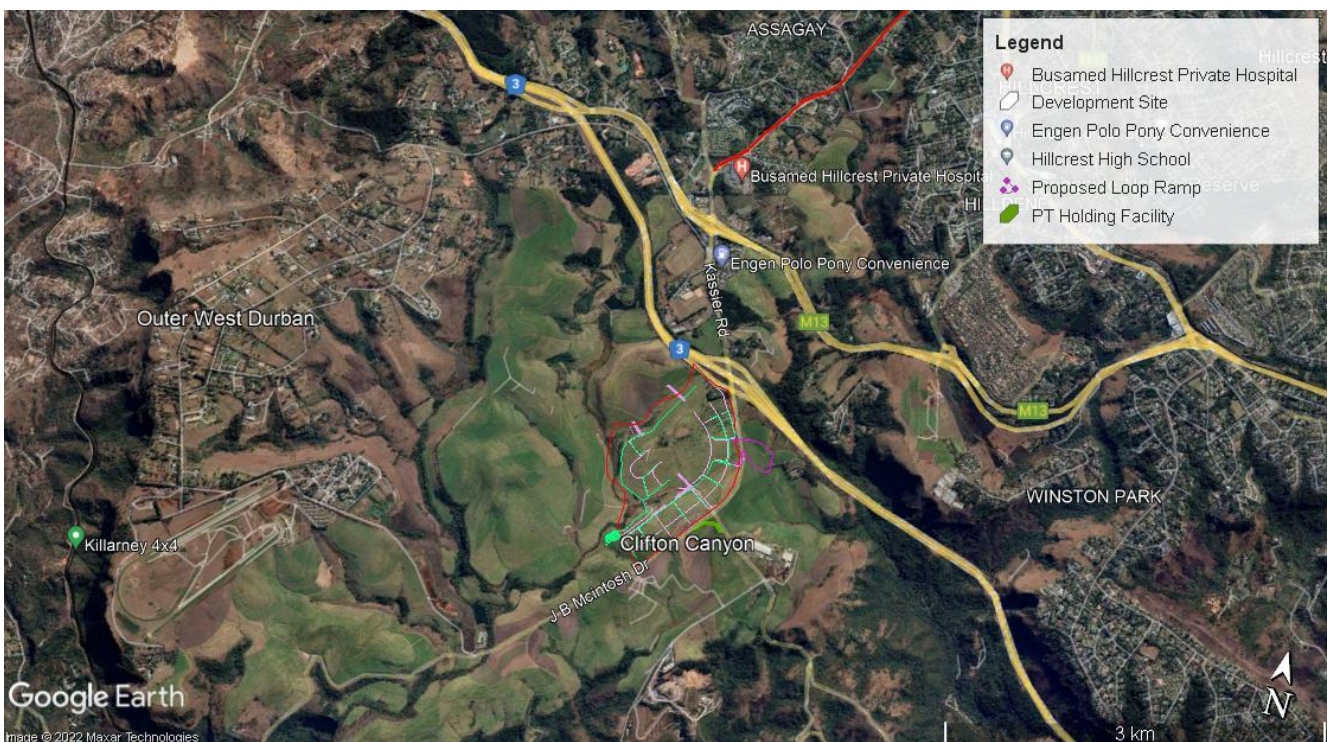 ASSAGAY
Legend
Busamed Hillcrest Private Hospital
Development Site
Engen Polo Pony Convenience
Hillcrest High School
Proposed Loop Ramp
PT Holding Facility
Hillcrest
HILLCREST
Reserve
3
H
Busamed Hillcrest Private Hospital
Engen Polo Pony Convenience
Kassier Rd
Outer West Durban
M13
3
M13
WINSTON PARK
Killarney 4x4
Clifton Canyon
J B Mcintosh Dr
Google Earth
N
Image © 2022 Maxar Technologies
3 km